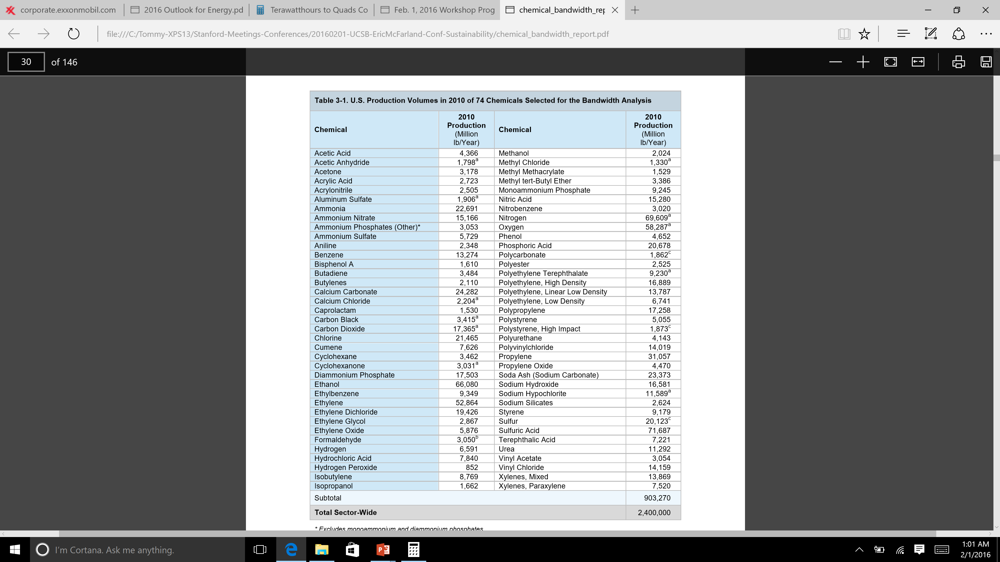 corporate.exxonmobil.com
2016 Outlook for Energy.pd
Terawatthours to Quads Co
Feb. 1, 2016 Workshop Prog
chemical_bandwidth_rep
file:///C:/Tommy-XPS13/Stanford-Meetings-Conferences/20160201-UCSB-EricMcFarland-Conf-Sustainability/chemical_bandwidth_report.pdf
30 of 146
Table 3-1. U.S. Production Volumes in 2010 of 74 Chemicals Selected for the Bandwidth Analysis
Chemical 2010 Production (Million lb/Year) Chemical 2010 Production (Million lb/Year)
Acetic Acid 4,366 Methanol 2,024
Acetic Anhydride 1,798a Methyl Chloride 1,330a
Acetone 3,178 Methyl Methacrylate 1,529
Acrylic Acid 2,723 Methyl tert-Butyl Ether 3,386
Acrylonitrile 2,505 Monoammonium Phosphate 9,245
Aluminum Sulfate 1,906a Nitric Acid 15,280
Ammonia 22,691 Nitrobenzene 3,020
Ammonium Nitrate 15,166 Nitrogen 69,609a
Ammonium Phosphates (Other)* 3,053 Oxygen 58,287a
Ammonium Sulfate 5,729 Phenol 4,652
Aniline 2,348 Phosphoric Acid 20,678
Benzene 13,274 Polycarbonate 1,862c
Bisphenol A 1,610 Polyester 2,525
Butadiene 3,484 Polyethylene Terephthalate 9,230a
Butylenes 2,110 Polyethylene, High Density 16,889
Calcium Carbonate 24,282 Polyethylene, Linear Low Density 13,787
Calcium Chloride 2,204a Polyethylene, Low Density 6,741
Caprolactam 1,530 Polypropylene 17,258
Carbon Black 3,415a Polystyrene 5,055
Carbon Dioxide 17,365a Polystyrene, High Impact 1,873c
Chlorine 21,465 Polyurethane 4,143
Cumene 7,626 Polyvinylchloride 14,019
Cyclohexane 3,462 Propylene 31,057
Cyclohexanone 3,031a Propylene Oxide 4,470
Diammonium Phosphate 17,503 Soda Ash (Sodium Carbonate) 23,373
Ethanol 66,080 Sodium Hydroxide 16,581
Ethylbenzene 9,349 Sodium Hypochlorite 11,589a
Ethylene 52,864 Sodium Silicates 2,624
Ethylene Dichloride 19,426 Styrene 9,179
Ethylene Glycol 2,867 Sulfur 20,123c
Ethylene Oxide 5,876 Sulfuric Acid 71,687
Formaldehyde 3,050b Terephthalic Acid 7,221
Hydrogen 6,591 Urea 11,292
Hydrochloric Acid 7,840 Vinyl Acetate 3,054
Hydrogen Peroxide 852 Vinyl Chloride 14,159
Isobutylene 8,769 Xylenes, Mixed 13,869
Isopropanol 1,662 Xylenes, Paraxylene 7,520
Subtotal 903,270
Total Sector-Wide 2,400,000
* Excludes monoammonium and diammonium phosphates
I'm Cortana. Ask me anything.
1:01 AM
2/1/2016